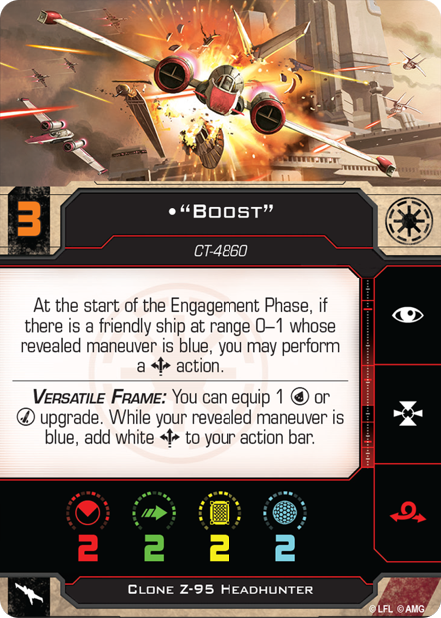 •“Boost”
3
CT-4860
At the start of the Engagement Phase, if
there is a friendly ship at range 0–1 whose
revealed maneuver is blue, you may perform
a action.
Versatile Frame: You can equip 1 or
upgrade. While your revealed maneuver is
blue, add white to your action bar.
2 2 2 2
Clone Z-95 Headhunter
© LFL © AMG